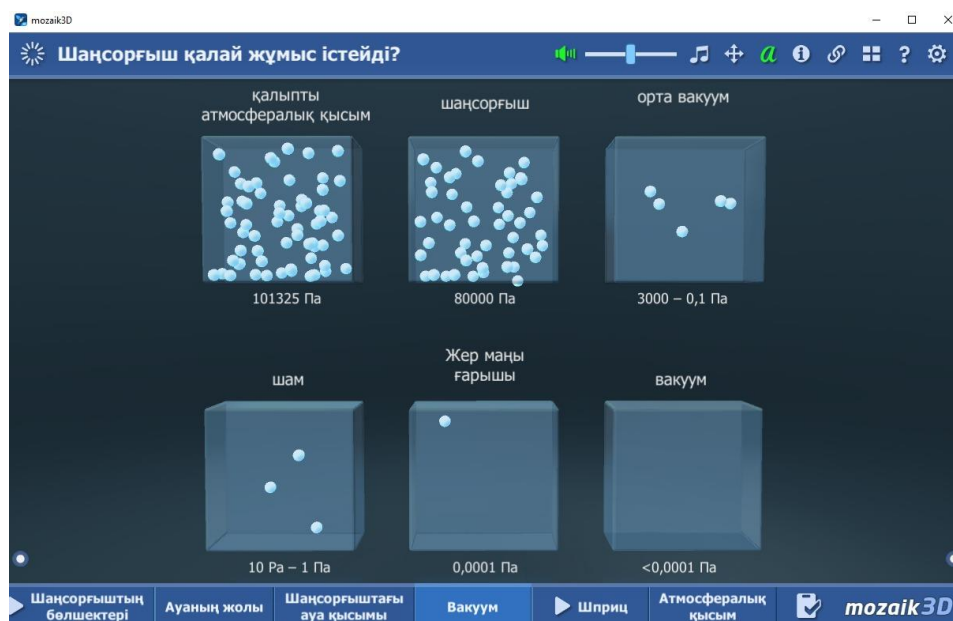 mozaik3D
Шаңсорғыш қалай жұмыс істейді?
қалыпты
атмосфералық қысым
шаңсорғыш
орта вакуум
101325 Па
80000 Па
3000 – 0,1 Па
шам
Жер маңы
ғарышы
вакуум
10 Pa – 1 Па
0,0001 Па
<0,0001 Па
Шаңсорғыштың
бөлшектері
Ауаның жолы
Шаңсорғыштағы
ауа қысымы
Вакуум
Шприц
Атмосфералық
қысым
mozaik3D